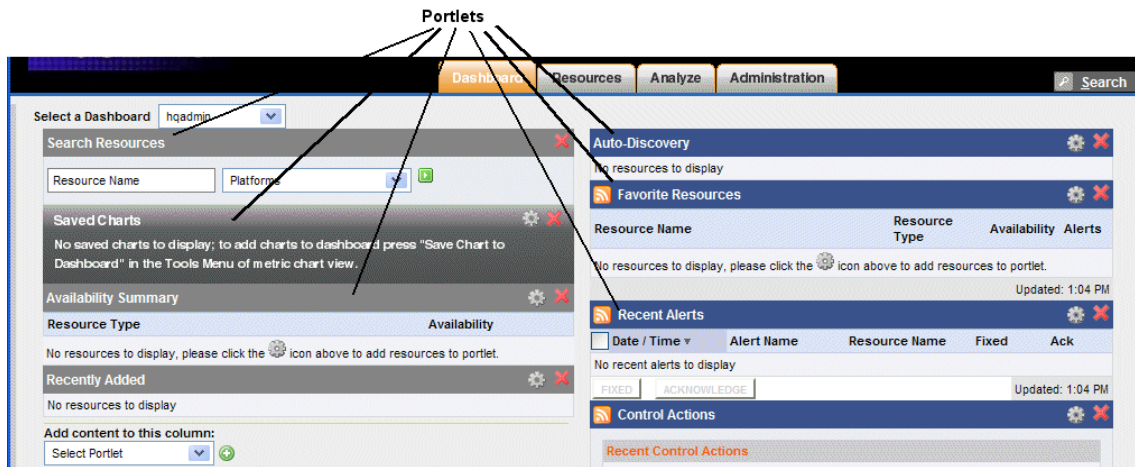 Portlets
Dashboard Resources Analyze Administration
Search
Select a Dashboard hqadmin
Search Resources
Resource Name Platforms
Saved Charts
No saved charts to display; to add charts to dashboard press "Save Chart to
Dashboard" in the Tools Menu of metric chart view.
Availability Summary
Resource Type Availability
No resources to display, please click the icon above to add resources to portlet.
Recently Added
No resources to display
Add content to this column:
Select Portlet
Auto-Discovery
No resources to display
Favorite Resources
Resource Name Resource Type Availability Alerts
No resources to display, please click the icon above to add resources to portlet.
Updated: 1:04 PM
Recent Alerts
Date / Time Alert Name Resource Name Fixed Ack
No recent alerts to display
FIXED ACKNOWLEDGE Updated: 1:04 PM
Control Actions
Recent Control Actions